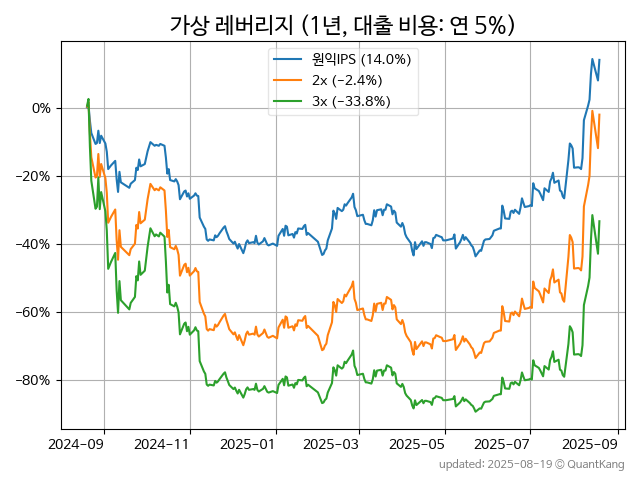 가상 레버리지 (1년, 대출 비용: 연 5%)
원익IPS (14.0%)
2x (−2.4%)
3x (−33.8%)
0%
−20%
−40%
−60%
−80%
2024-09 2024-11 2025-01 2025-03 2025-05 2025-07 2025-09
updated: 2025-08-19 © QuantKang